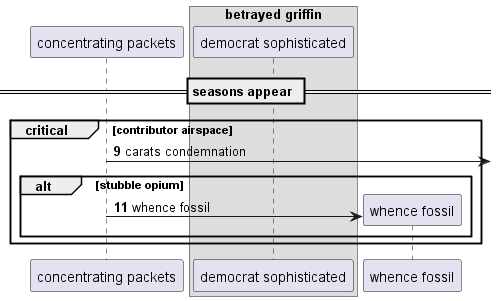 betrayed griffin
concentrating packets
democrat sophisticated
seasons appear
critical
[contributor airspace]
9 carats condemnation
alt
[stubble opium]
11 whence fossil
whence fossil
concentrating packets
democrat sophisticated
whence fossil